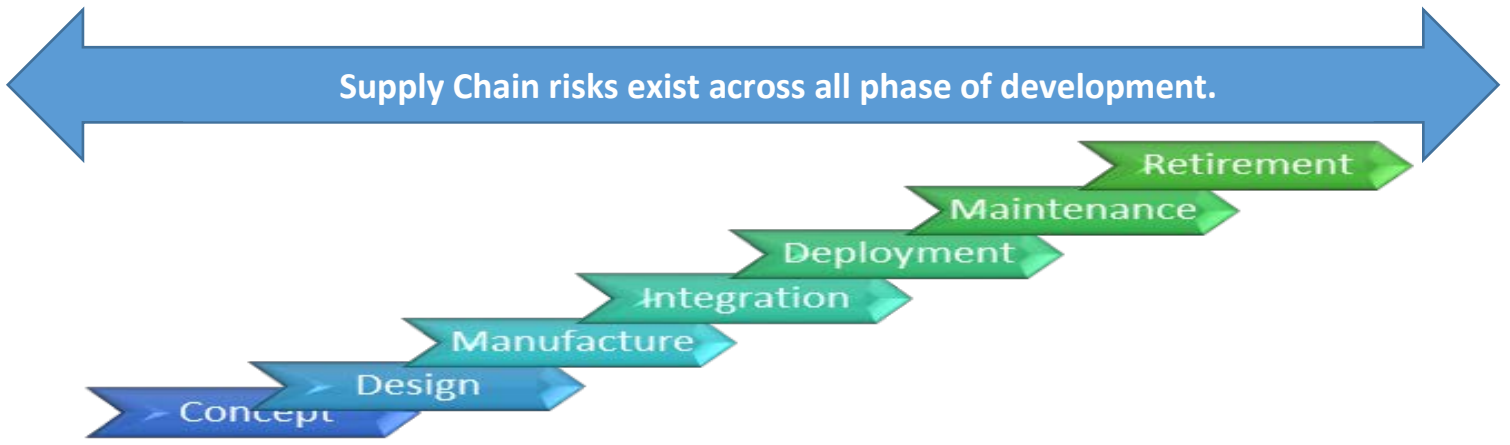 Supply Chain risks exist across all phase of development.
Retirement
Maintenance
Deployment
Integration
Manufacture
Design
Concept